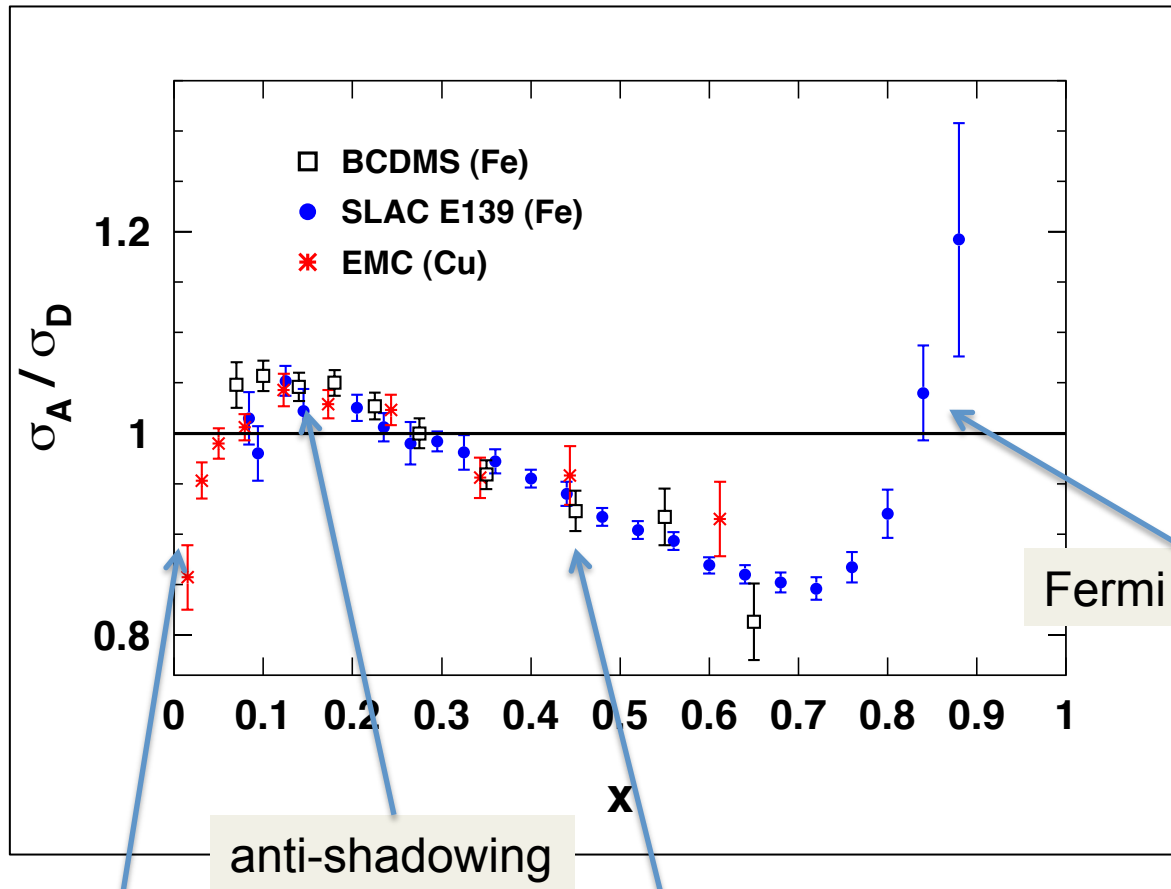 BCDMS (Fe)
SLAC E139 (Fe)
EMC (Cu)
1.2
1
0.8
σA / σD
0 0.1 0.2 0.3 0.4 0.5 0.6 0.7 0.8 0.9 1
x
Fermi
anti-shadowing